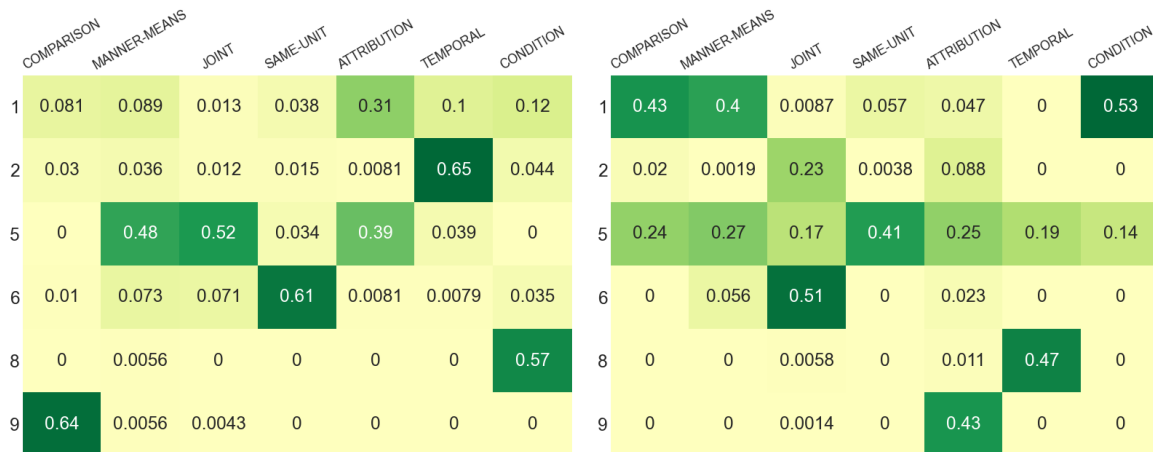 COMPARISON MANNER-MEANS JOINT SAME-UNIT ATTRIBUTION TEMPORAL CONDITION
1 0.081 0.089 0.013 0.038 0.31 0.1 0.12
2 0.03 0.036 0.012 0.015 0.0081 0.65 0.044
5 0 0.48 0.52 0.034 0.39 0.039 0
6 0.01 0.073 0.071 0.61 0.0081 0.0079 0.035
8 0 0.0056 0 0 0 0 0.57
9 0.64 0.0056 0.0043 0 0 0 0
COMPARISON MANNER-MEANS JOINT SAME-UNIT ATTRIBUTION TEMPORAL CONDITION
1 0.43 0.4 0.0087 0.057 0.047 0 0.53
2 0.02 0.0019 0.23 0.0038 0.088 0 0
5 0.24 0.27 0.17 0.41 0.25 0.19 0.14
6 0 0.056 0.51 0 0.023 0 0
8 0 0 0.0058 0 0.011 0.47 0
9 0 0 0.0014 0 0.43 0 0